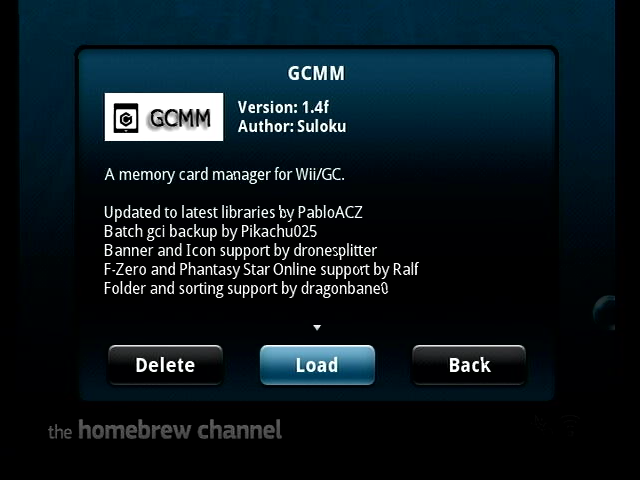 GCMM
GCMM
Version: 1.4f
Author: Suloku
A memory card manager for Wii/GC.
Updated to latest libraries by PabloACZ
Batch gci backup by Pikachu025
Banner and Icon support by dronesplitter
F-Zero and Phantasy Star Online support by Ralf
Folder and sorting support by dragonbane0
Delete
Load
Back
the homebrew channel